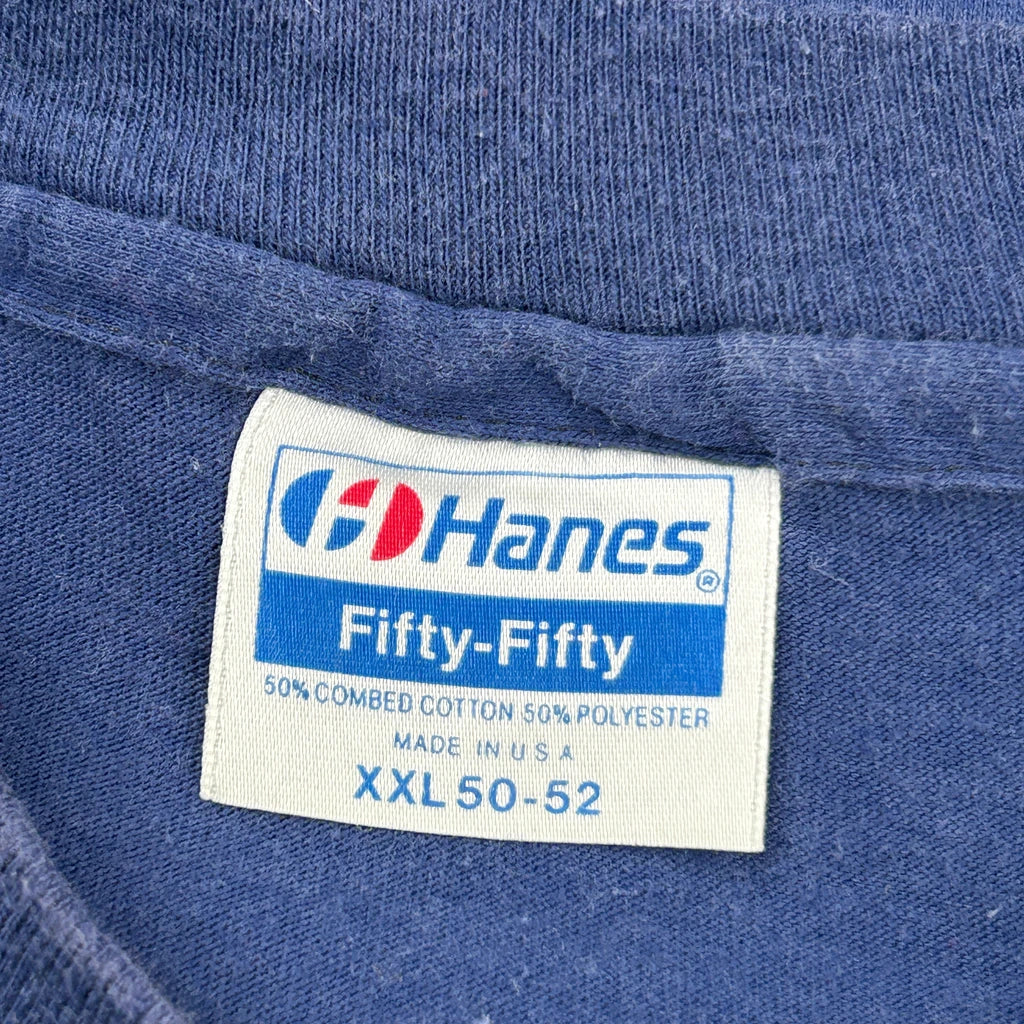 Hanes®
Fifty-Fifty
50% COMBED COTTON 50% POLYESTER
MADE IN U S A
XXL 50-52